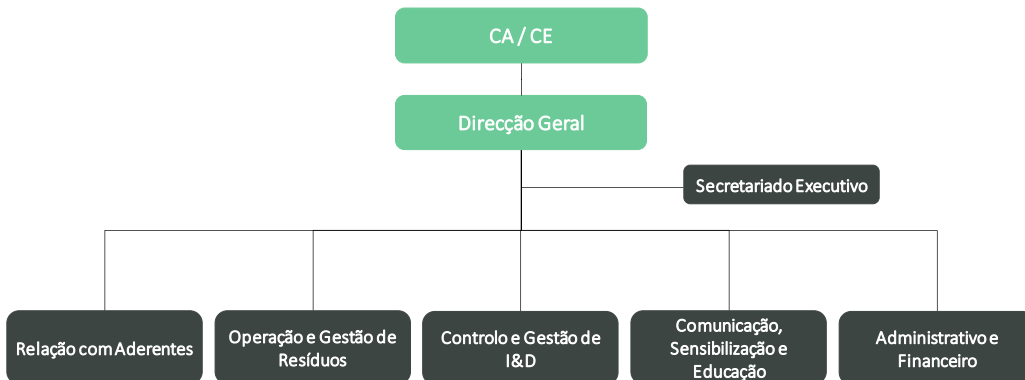 CA / CE
Direcção Geral
Secretariado Executivo
Relação com Aderentes
Operação e Gestão de
Resíduos
Controlo e Gestão de
I&D
Comunicação,
Sensibilização e
Educação
Administrativo e
Financeiro